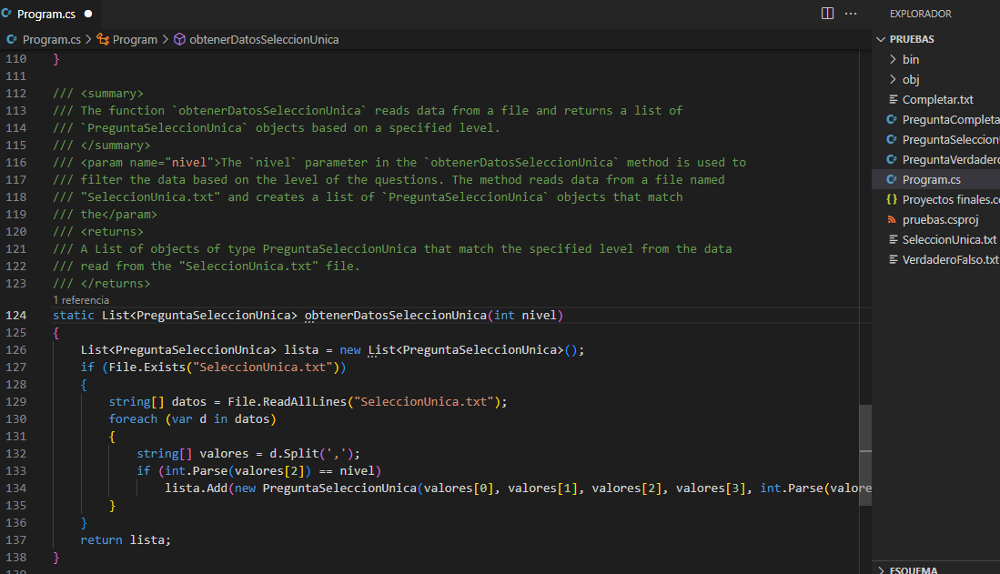 Program.cs
Program.cs > Program > obtenerDatosSeleccionUnica
110 }
111
112 /// <summary>
113 /// The function `obtenerDatosSeleccionUnica` reads data from a file and returns a list of
114 /// `PreguntaSeleccionUnica` objects based on a specified level.
115 /// </summary>
116 /// <param name="nivel">The `nivel` parameter in the `obtenerDatosSeleccionUnica` method is used to
117 /// filter the data based on the level of the questions. The method reads data from a file named
118 /// "SeleccionUnica.txt" and creates a list of `PreguntaSeleccionUnica` objects that match
119 /// the</param>
120 /// <returns>
121 /// A List of objects of type PreguntaSeleccionUnica that match the specified level from the data
122 /// read from the "SeleccionUnica.txt" file.
123 /// </returns>
1 referencia
124 static List<PreguntaSeleccionUnica> obtenerDatosSeleccionUnica(int nivel)
125 {
126 List<PreguntaSeleccionUnica> lista = new List<PreguntaSeleccionUnica>();
127 if (File.Exists("SeleccionUnica.txt"))
128 {
129 string[] datos = File.ReadAllLines("SeleccionUnica.txt");
130 foreach (var d in datos)
131 {
132 string[] valores = d.Split(',');
133 if (int.Parse(valores[2]) == nivel)
134 lista.Add(new PreguntaSeleccionUnica(valores[0], valores[1], valores[2], valores[3], int.Parse(valore
135 }
136 }
137 return lista;
138 }
EXPLORADOR
PRUEBAS
bin
obj
Completar.txt
PreguntaCompleta
PreguntaSeleccion
PreguntaVerdadero
Program.cs
Proyectos finales.c
pruebas.csproj
SeleccionUnica.txt
VerdaderoFalso.txt
ESQUEMA